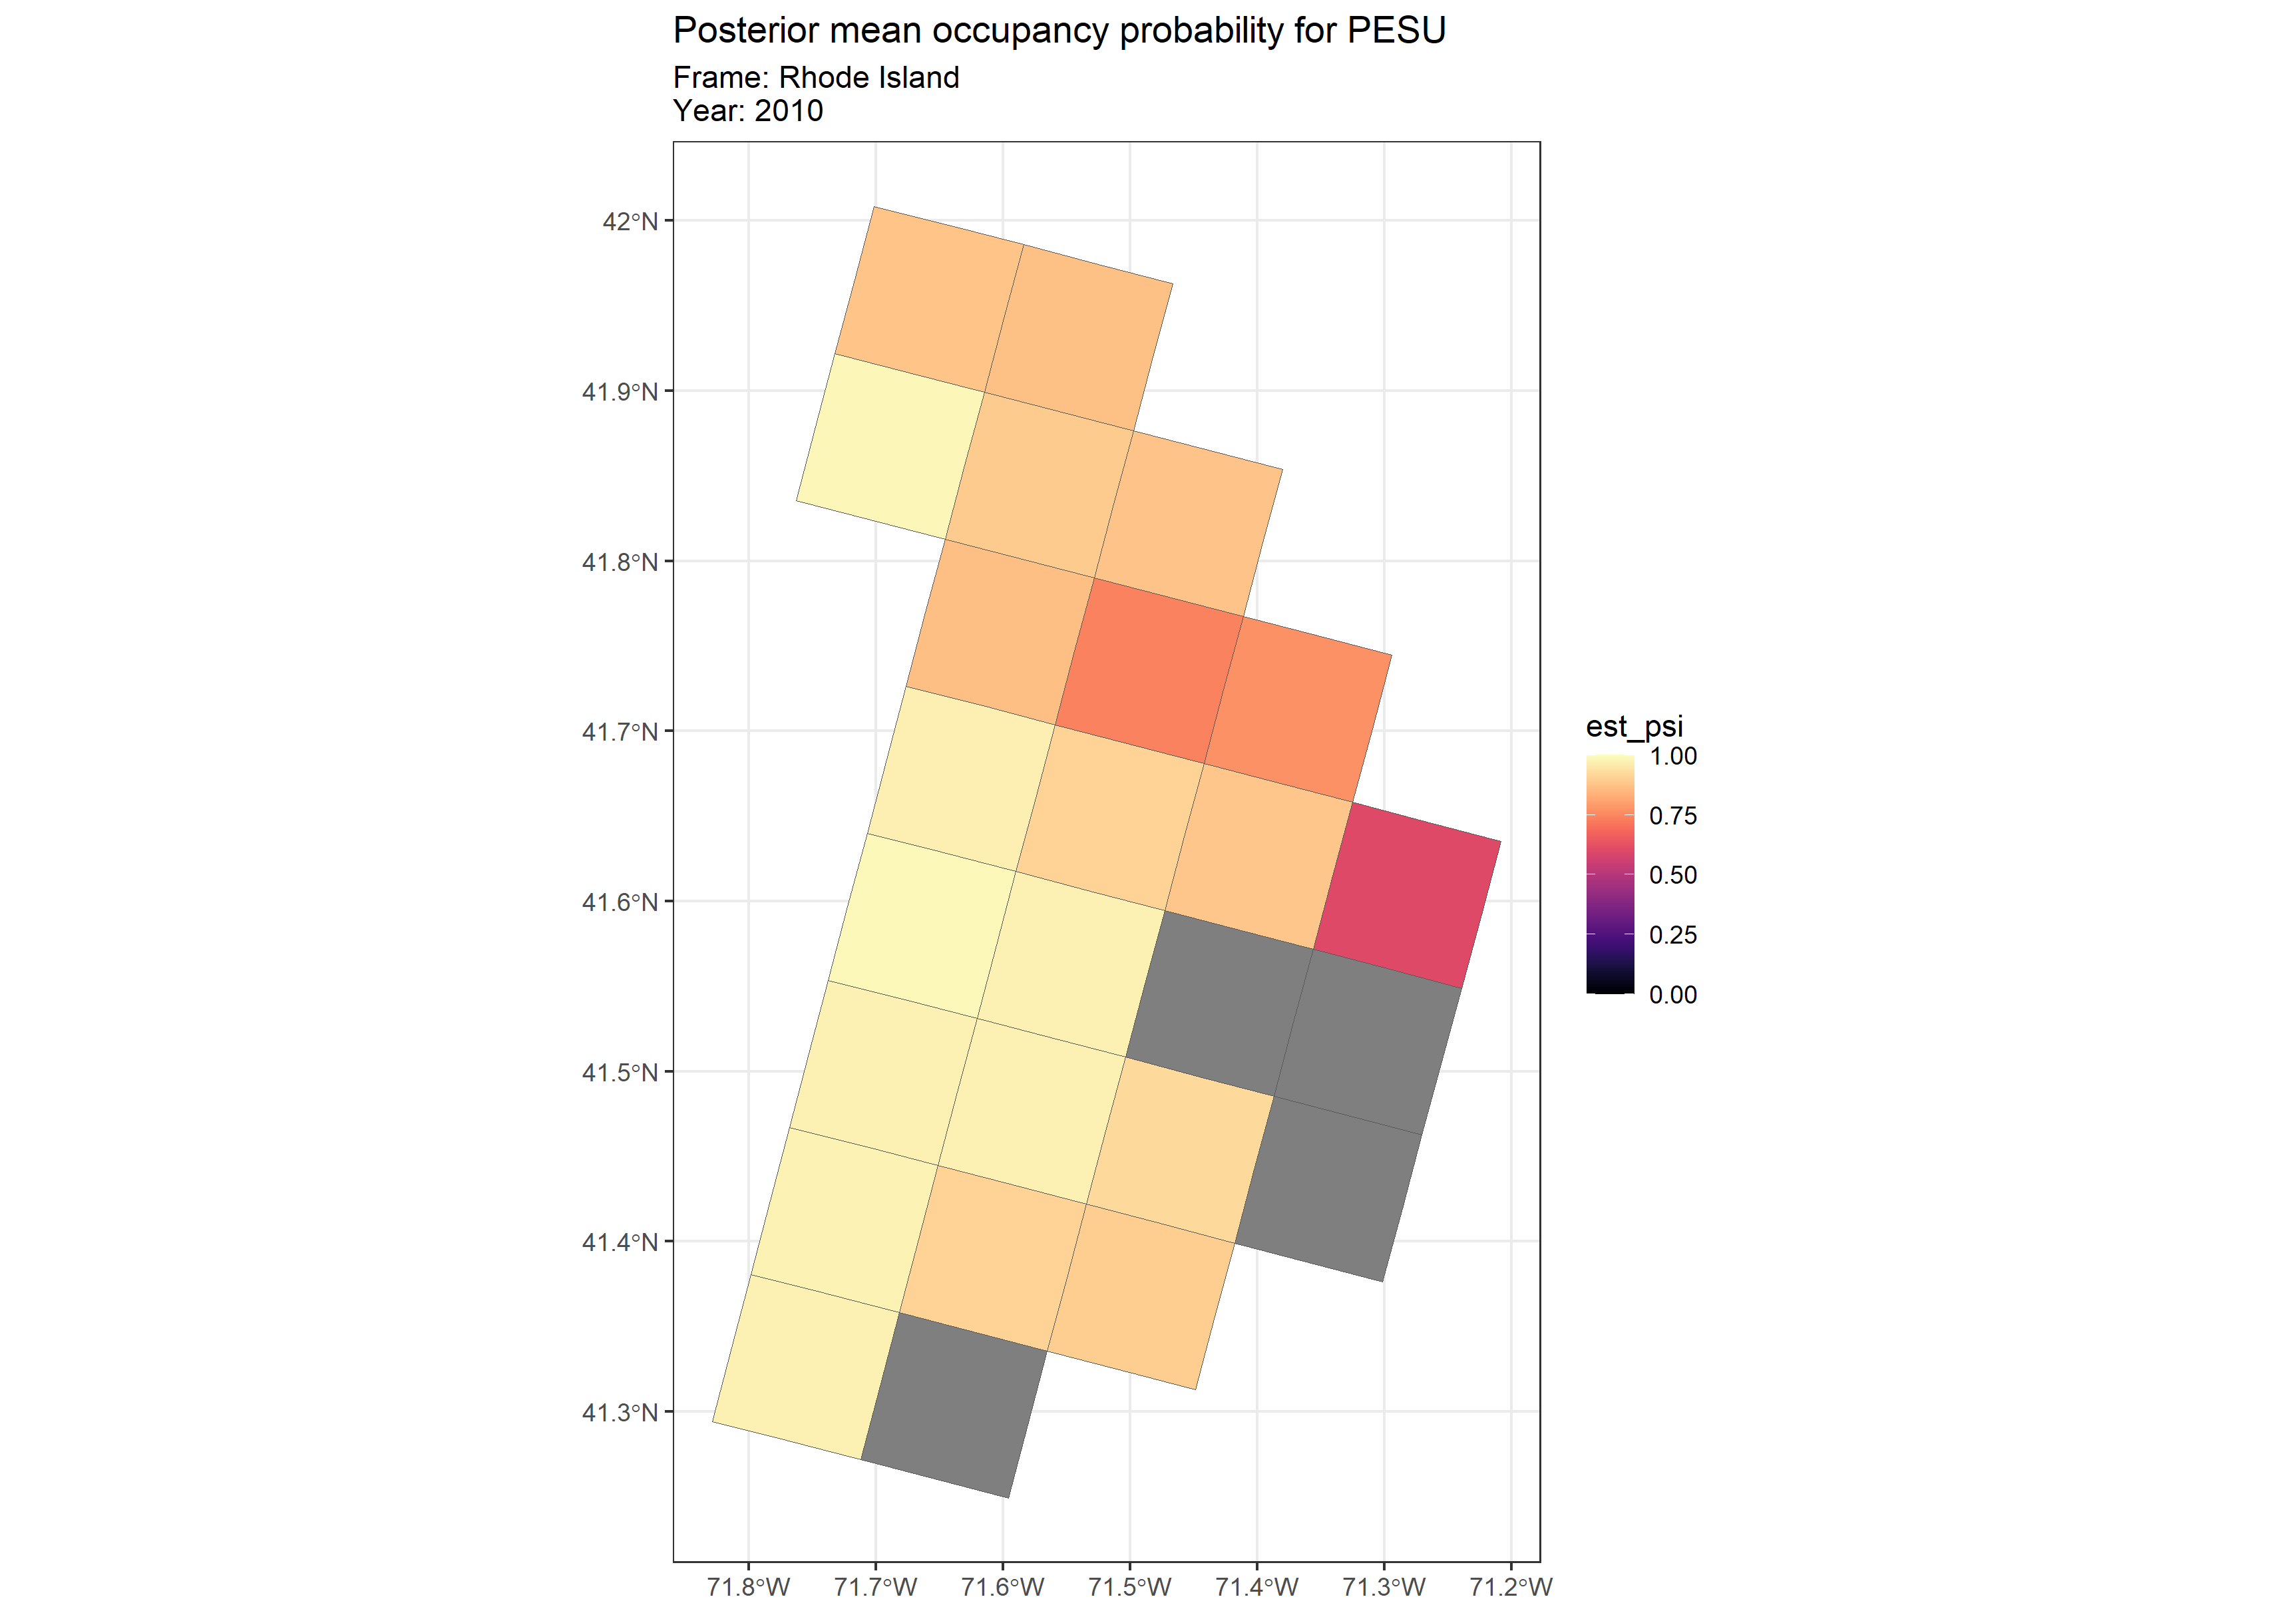 Posterior mean occupancy probability for PESU
Frame: Rhode Island
Year: 2010
42°N
41.9°N
41.8°N
41.7°N
41.6°N
41.5°N
41.4°N
41.3°N
71.8°W 71.7°W 71.6°W 71.5°W 71.4°W 71.3°W 71.2°W
est_psi
1.00
0.75
0.50
0.25
0.00